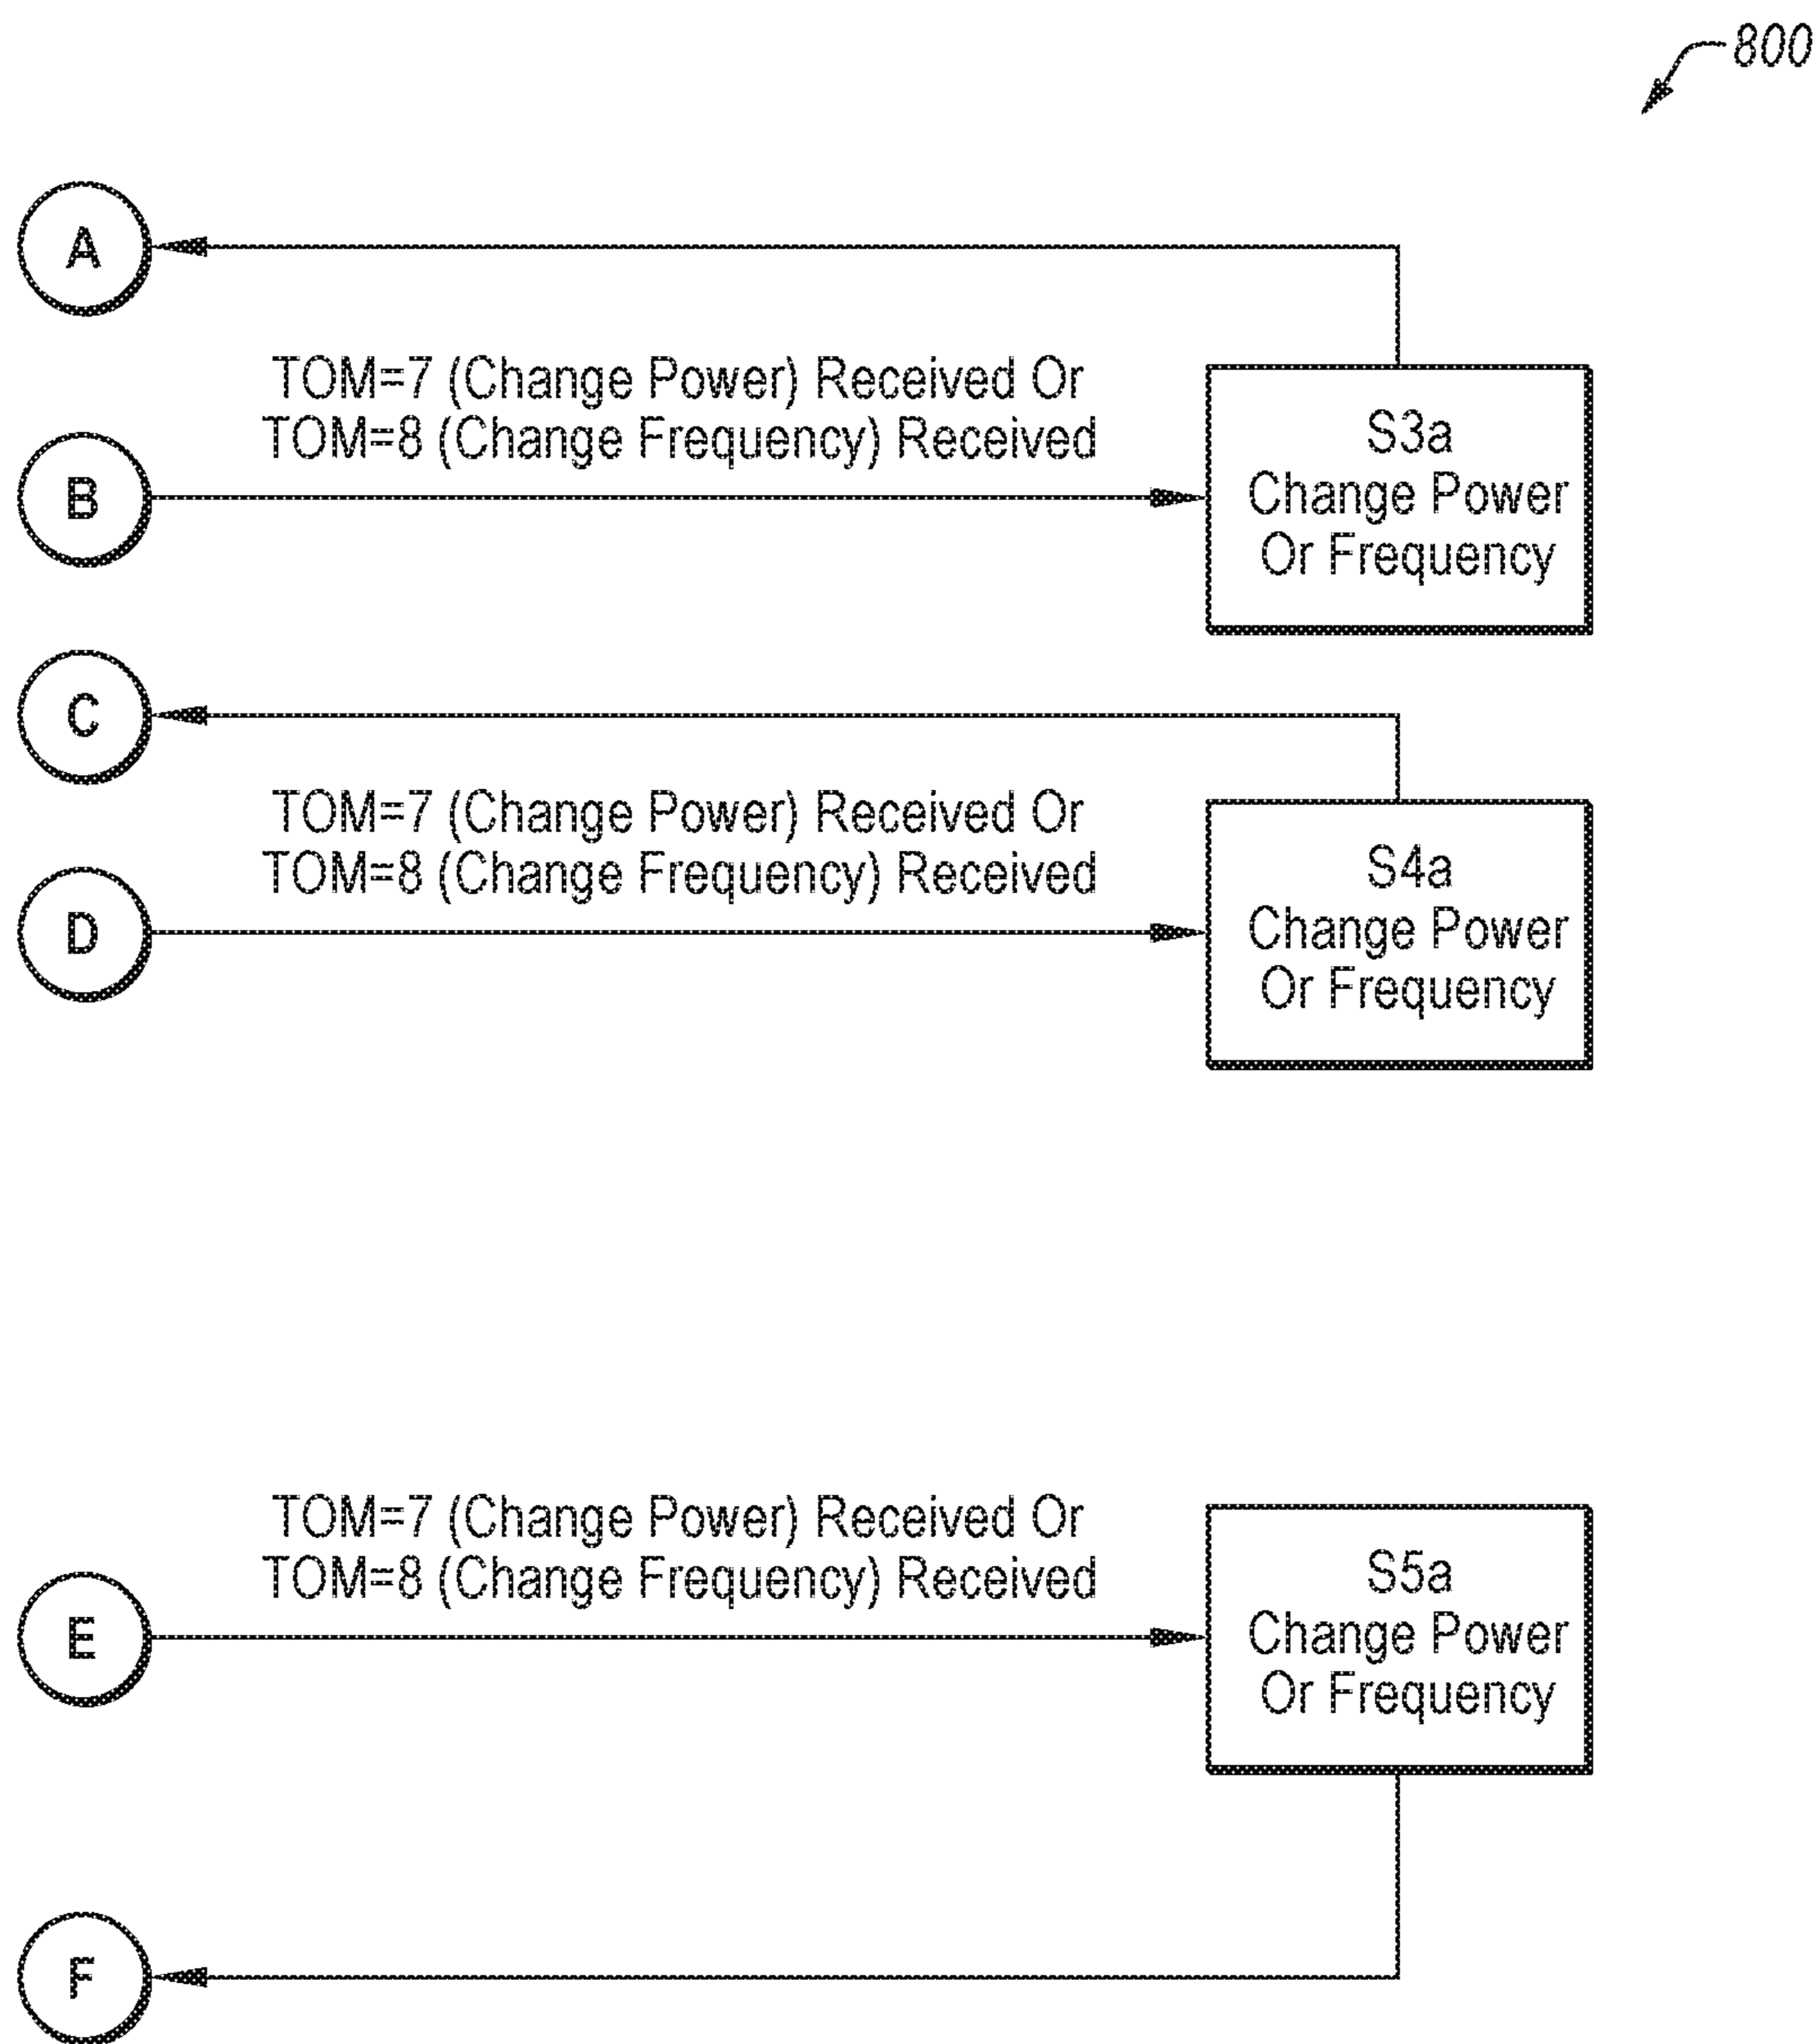 800
A
TOM=7 (Change Power) Received Or
TOM=8 (Change Frequency) Received
B
S3a
Change Power
Or Frequency
C
TOM=7 (Change Power) Received Or
TOM=8 (Change Frequency) Received
D
S4a
Change Power
Or Frequency
TOM=7 (Change Power) Received Or
TOM=8 (Change Frequency) Received
E
S5a
Change Power
Or Frequency
F